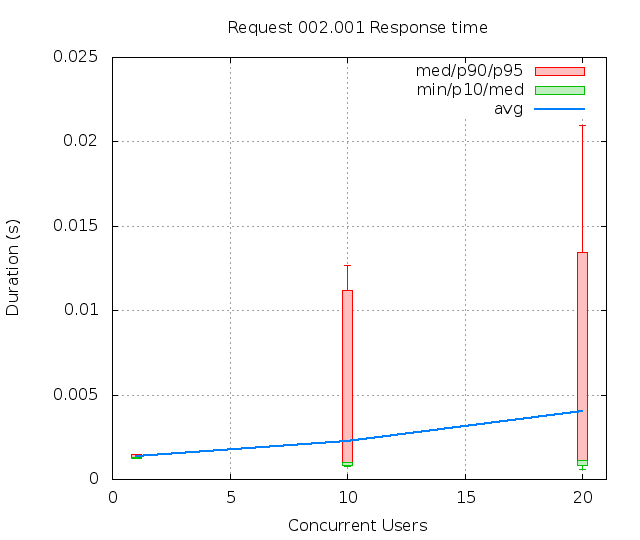 Request 002.001 Response time
med/p90/p95
min/p10/med
avg
Duration (s)
0.025
0.02
0.015
0.01
0.005
0
0 5 10 15 20
Concurrent Users